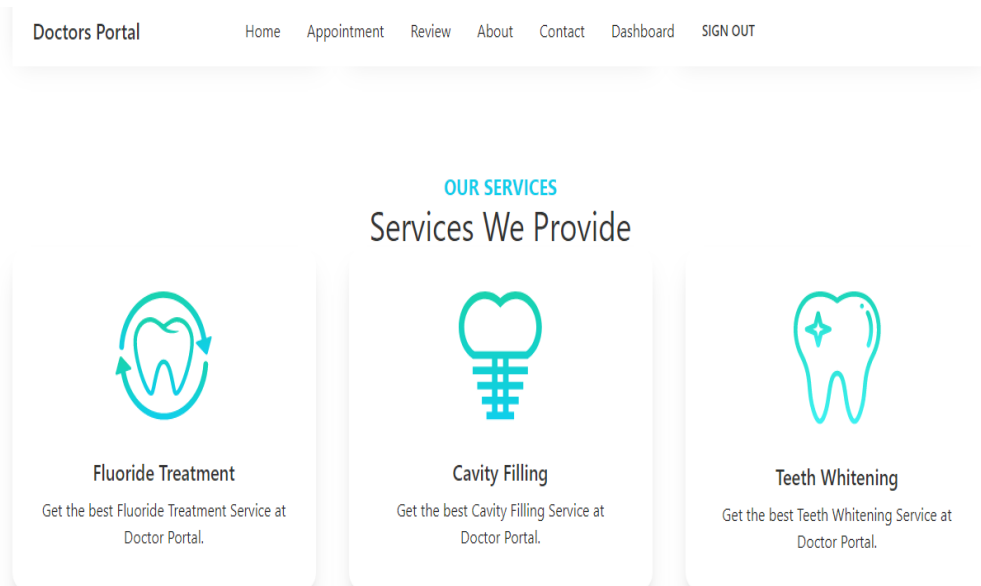 Doctors Portal Home Appointment Review About Contact Dashboard SIGN OUT
OUR SERVICES
Services We Provide
Fluoride Treatment
Get the best Fluoride Treatment Service at
Doctor Portal.
Cavity Filling
Get the best Cavity Filling Service at
Doctor Portal.
Teeth Whitening
Get the best Teeth Whitening Service at
Doctor Portal.